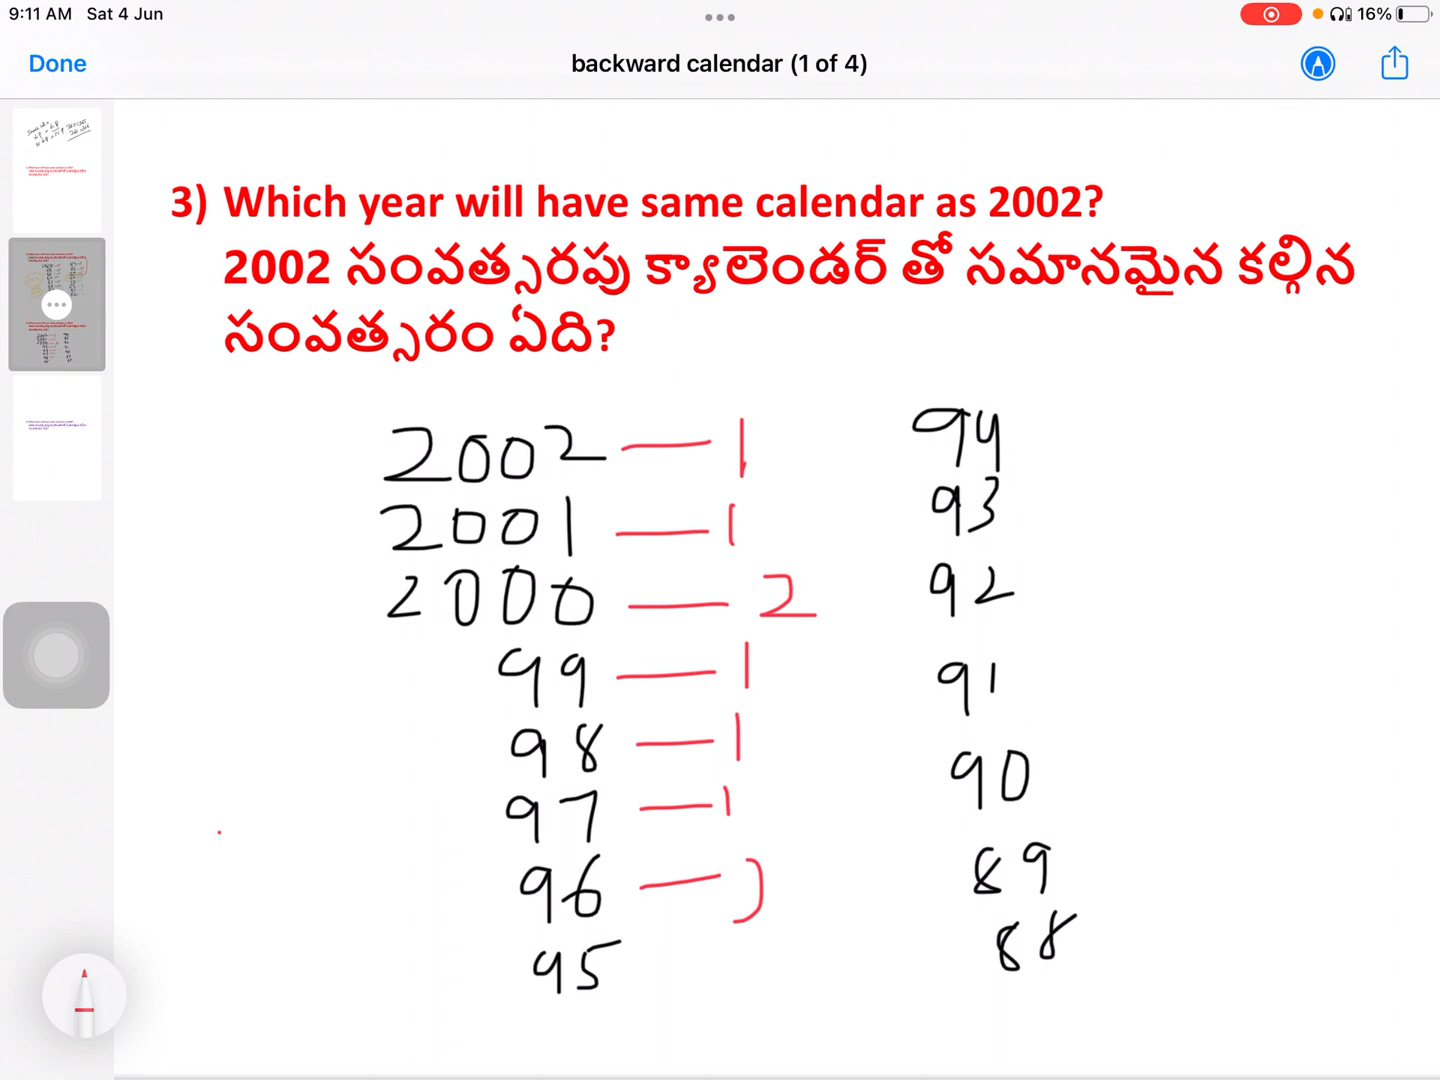 9:11 AM Sat 4 Jun
16%
Done
backward calendar (1 of 4)
3) Which year will have same calendar as 2002?
2002 సంవత్సరపు క్యాలెండర్ తో సమానమైన కల్గిన
సంవత్సరం ఏది?
2002 — 1
2001 — 1
2000 — 2
99 — 1
98 — 1
97 — 1
96 —
95
94
93
92
91
90
89
88